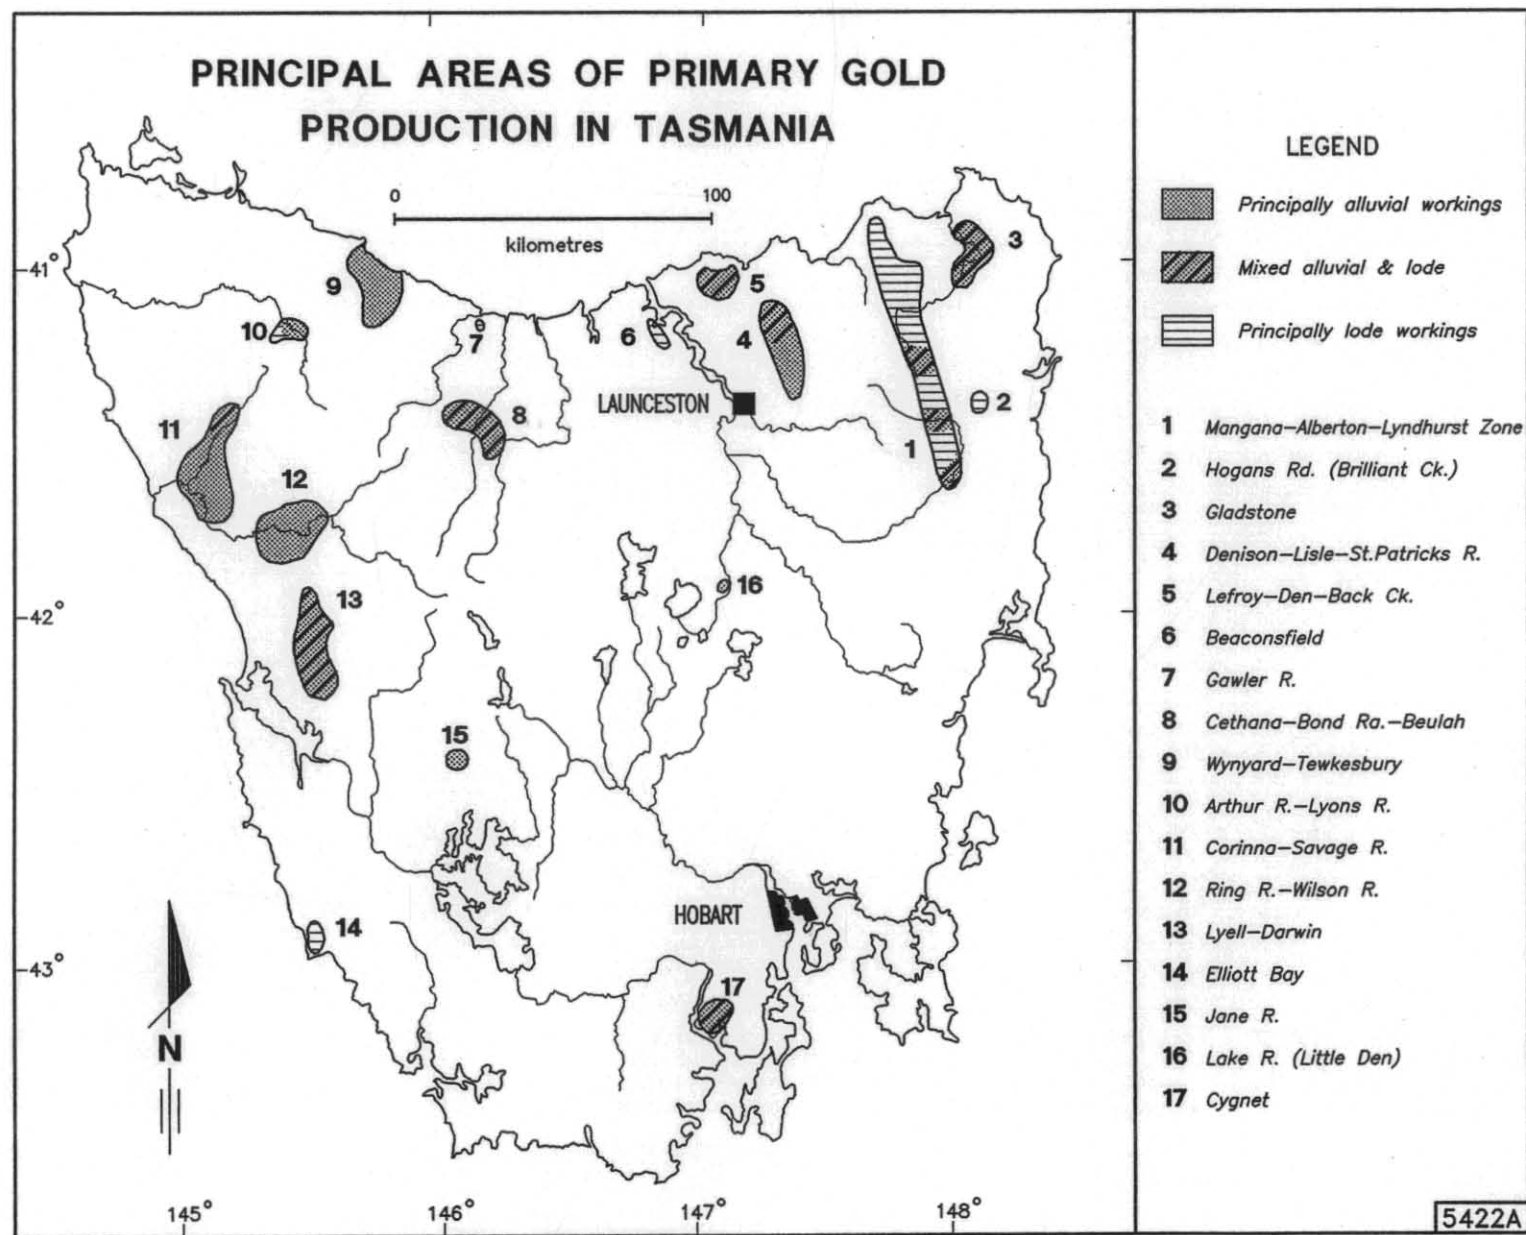 PRINCIPAL AREAS OF PRIMARY GOLD
PRODUCTION IN TASMANIA
0 100
kilometres
41°
42°
43°
145° 146° 147° 148°
3
5
9
10
7
6
4
LAUNCESTON
2
8
11
1
12
16
13
15
HOBART
14
17
N
LEGEND
Principally alluvial workings
Mixed alluvial & lode
Principally lode workings
1 Mangana-Alberton-Lyndhurst Zone
2 Hogans Rd. (Brilliant Ck.)
3 Gladstone
4 Denison-Lisle-St.Patricks R.
5 Lefroy-Den-Back Ck.
6 Beaconsfield
7 Gawler R.
8 Cethana-Bond Ra.-Beulah
9 Wynyard-Tewkesbury
10 Arthur R.-Lyons R.
11 Corinna-Savage R.
12 Ring R.-Wilson R.
13 Lyell-Darwin
14 Elliott Bay
15 Jane R.
16 Lake R. (Little Den)
17 Cygnet
5422A